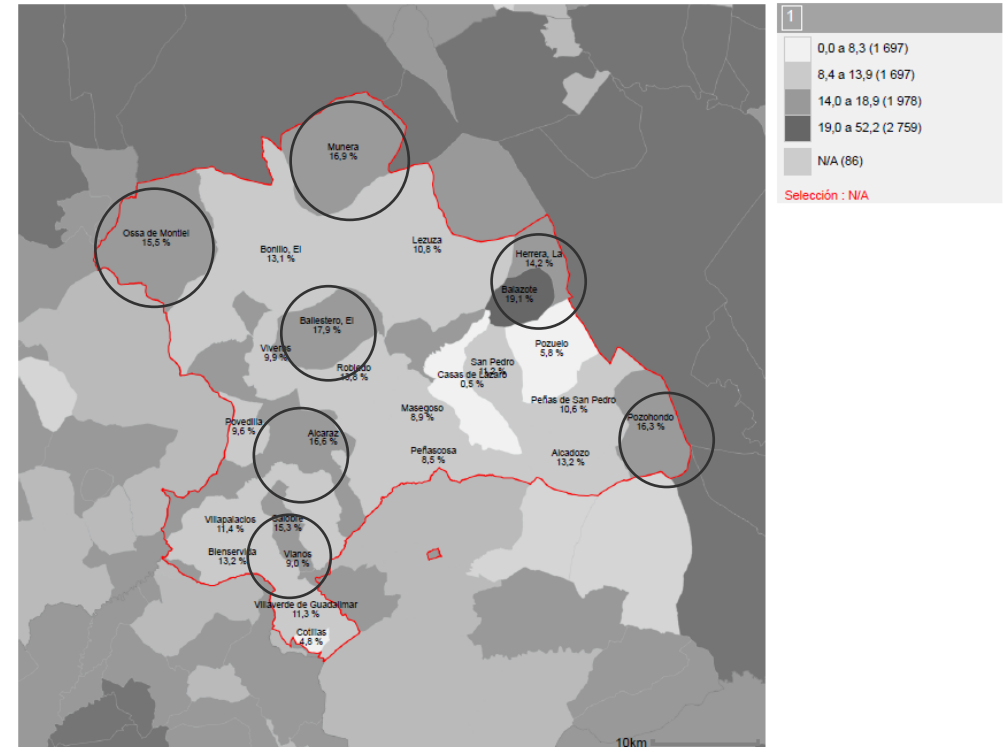 1
0,0 a 8,3 (1 697)
8,4 a 13,9 (1 697)
14,0 a 18,9 (1 978)
19,0 a 52,2 (2 759)
N/A (86)
Selección : N/A
Munera
16,9 %
Ossa de Montiel
15,5 %
Bonillo, El
13,1 %
Lezuza
10,8 %
Herrera, La
14,2 %
Balazote
19,1 %
Ballestero, El
17,9 %
Viveros
9,9 %
Robledo
Pozuelo
5,8 %
San Pedro
11,2 %
Casas de Lázaro
0,5 %
Peñas de San Pedro
10,6 %
Masegoso
8,9 %
Pozohondo
16,3 %
Povedilla
9,6 %
Alcaraz
16,6 %
Peñascosa
8,5 %
Alcadozo
13,2 %
Villapalacios
11,4 %
Salobre
15,3 %
Bienservida
13,2 %
Vianos
9,0 %
Villaverde de Guadalimar
11,3 %
Cotillas
4,8 %
10km